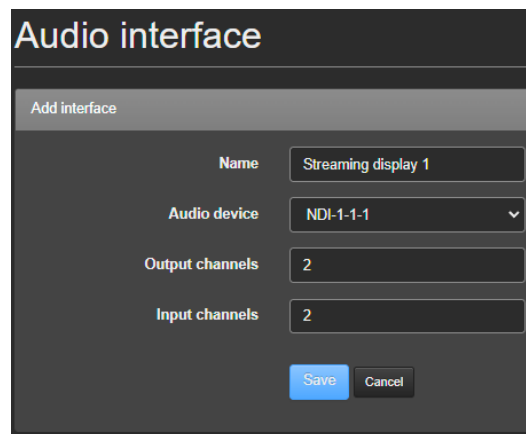 Audio interface
Add interface
Name Streaming display 1
Audio device NDI-1-1-1
Output channels 2
Input channels 2
Save Cancel